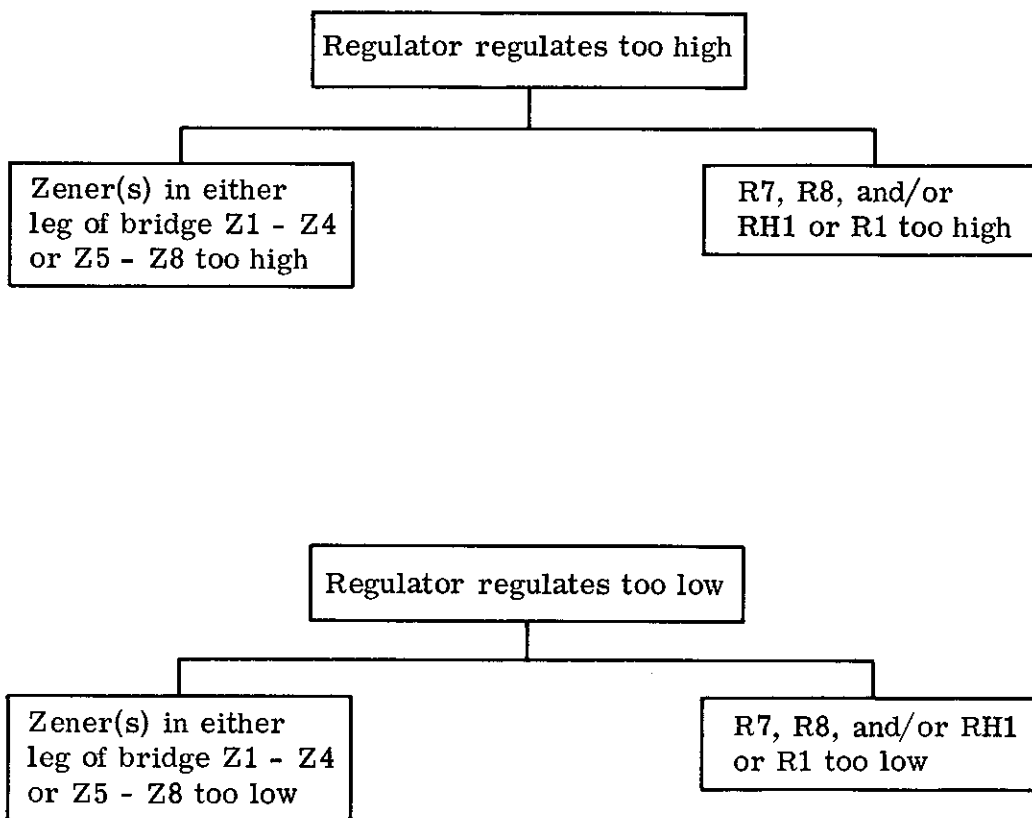 Regulator regulates too high
Zener(s) in either
leg of bridge Z1 - Z4
or Z5 - Z8 too high
R7, R8, and/or
RH1 or R1 too high
Regulator regulates too low
Zener(s) in either
leg of bridge Z1 - Z4
or Z5 - Z8 too low
R7, R8, and/or RH1
or R1 too low